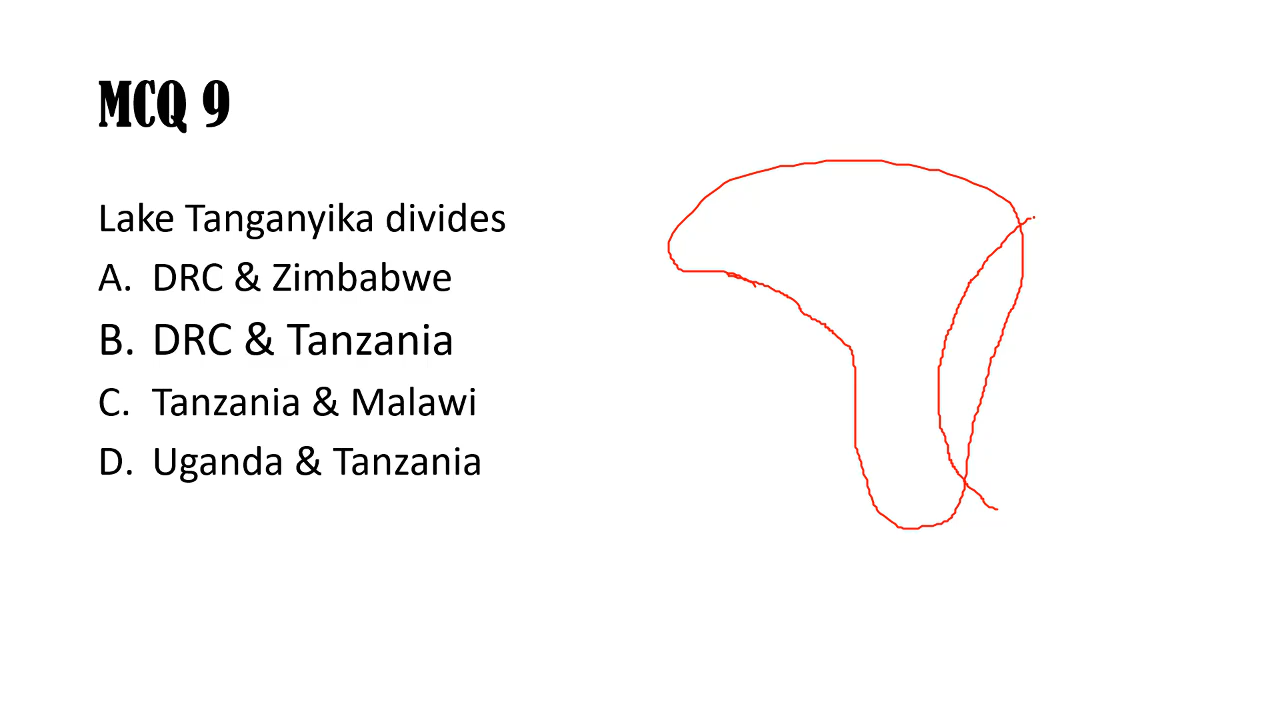 MCQ 9
Lake Tanganyika divides
A. DRC & Zimbabwe
B. DRC & Tanzania
C. Tanzania & Malawi
D. Uganda & Tanzania